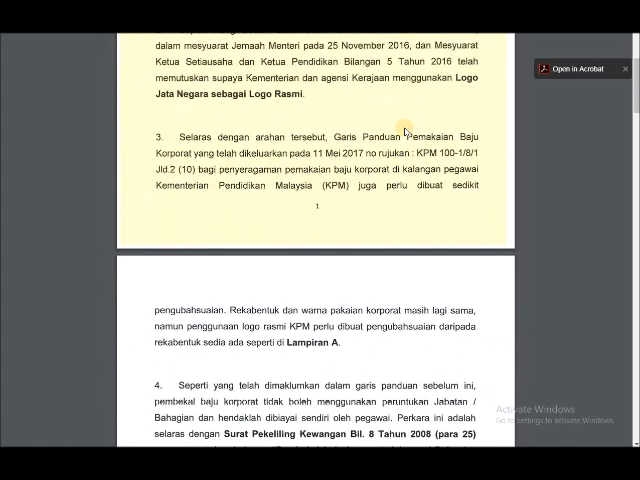 dalam mesyuarat Jemaah Menteri pada 25 November 2016, dan Mesyuarat
Ketua Setiausaha dan Ketua Pendidikan Bilangan 5 Tahun 2016 telah
memutuskan supaya Kementerian dan agensi Kerajaan menggunakan Logo
Jata Negara sebagai Logo Rasmi.
Open in Acrobat
3. Selaras dengan arahan tersebut, Garis Panduan Pemakaian Baju
Korporat yang telah dikeluarkan pada 11 Mei 2017 no rujukan : KPM 100-1/8/1
Jld.2 (10) bagi penyeragaman pemakaian baju korporat di kalangan pegawai
Kementerian Pendidikan Malaysia (KPM) juga perlu dibuat sedikit
1
pengubahsuaian. Rekabentuk dan warna pakaian korporat masih lagi sama,
namun penggunaan logo rasmi KPM perlu dibuat pengubahsuaian daripada
rekabentuk sedia ada seperti di Lampiran A.
4. Seperti yang telah dimaklumkan dalam garis panduan sebelum ini,
pembekal baju korporat tidak boleh menggunakan peruntukan Jabatan /
Bahagian dan hendaklah dibiayai sendiri oleh pegawai. Perkara ini adalah
selaras dengan Surat Pekeliling Kewangan Bil. 8 Tahun 2008 (para 25)
Activate Windows
Go to Settings to activate Windows.